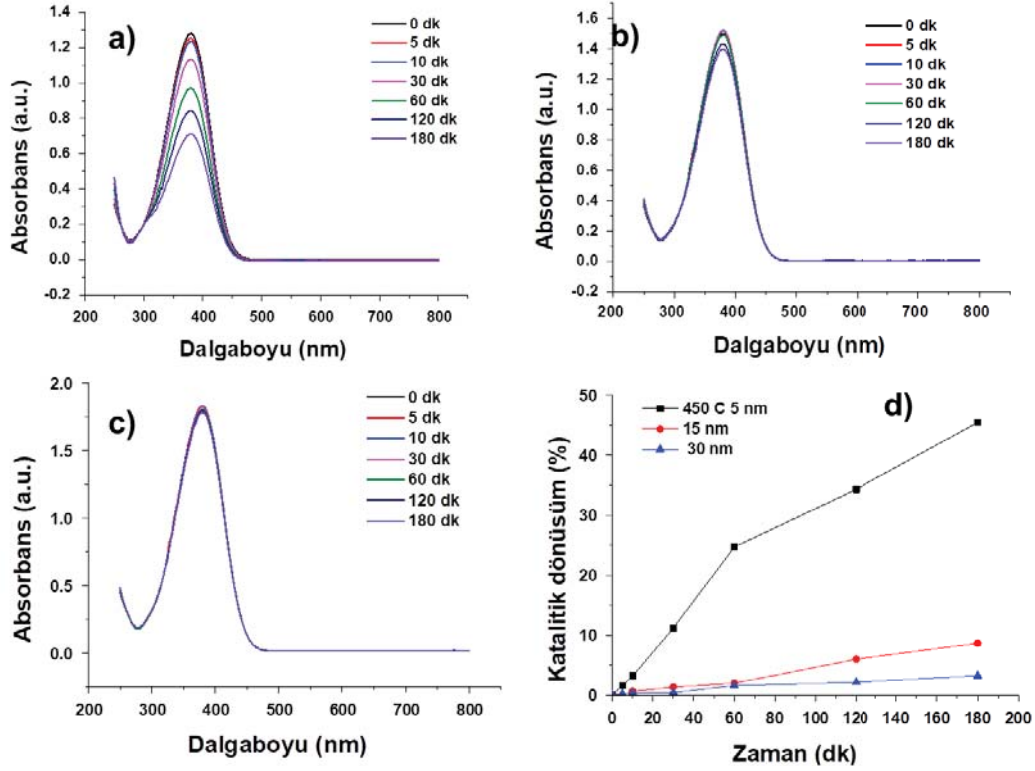 a)
1.4
1.2
1.0
0.8
0.6
0.4
0.2
0.0
-0.2
Absorbans (a.u.)
0 dk
5 dk
10 dk
30 dk
60 dk
120 dk
180 dk
200 300 400 500 600 700 800
Dalgaboyu (nm)
b)
1.6
1.4
1.2
1.0
0.8
0.6
0.4
0.2
0.0
-0.2
Absorbans (a.u.)
0 dk
5 dk
10 dk
30 dk
60 dk
120 dk
180 dk
200 300 400 500 600 700 800
Dalgaboyu (nm)
c)
2.0
1.5
1.0
0.5
0.0
Absorbans (a.u.)
0 dk
5 dk
10 dk
30 dk
60 dk
120 dk
180 dk
200 300 400 500 600 700 800
Dalgaboyu (nm)
d)
50
40
30
20
10
0
Katalitik dönüsüm (%)
450 C 5 nm
15 nm
30 nm
0 20 40 60 80 100 120 140 160 180 200
Zaman (dk)